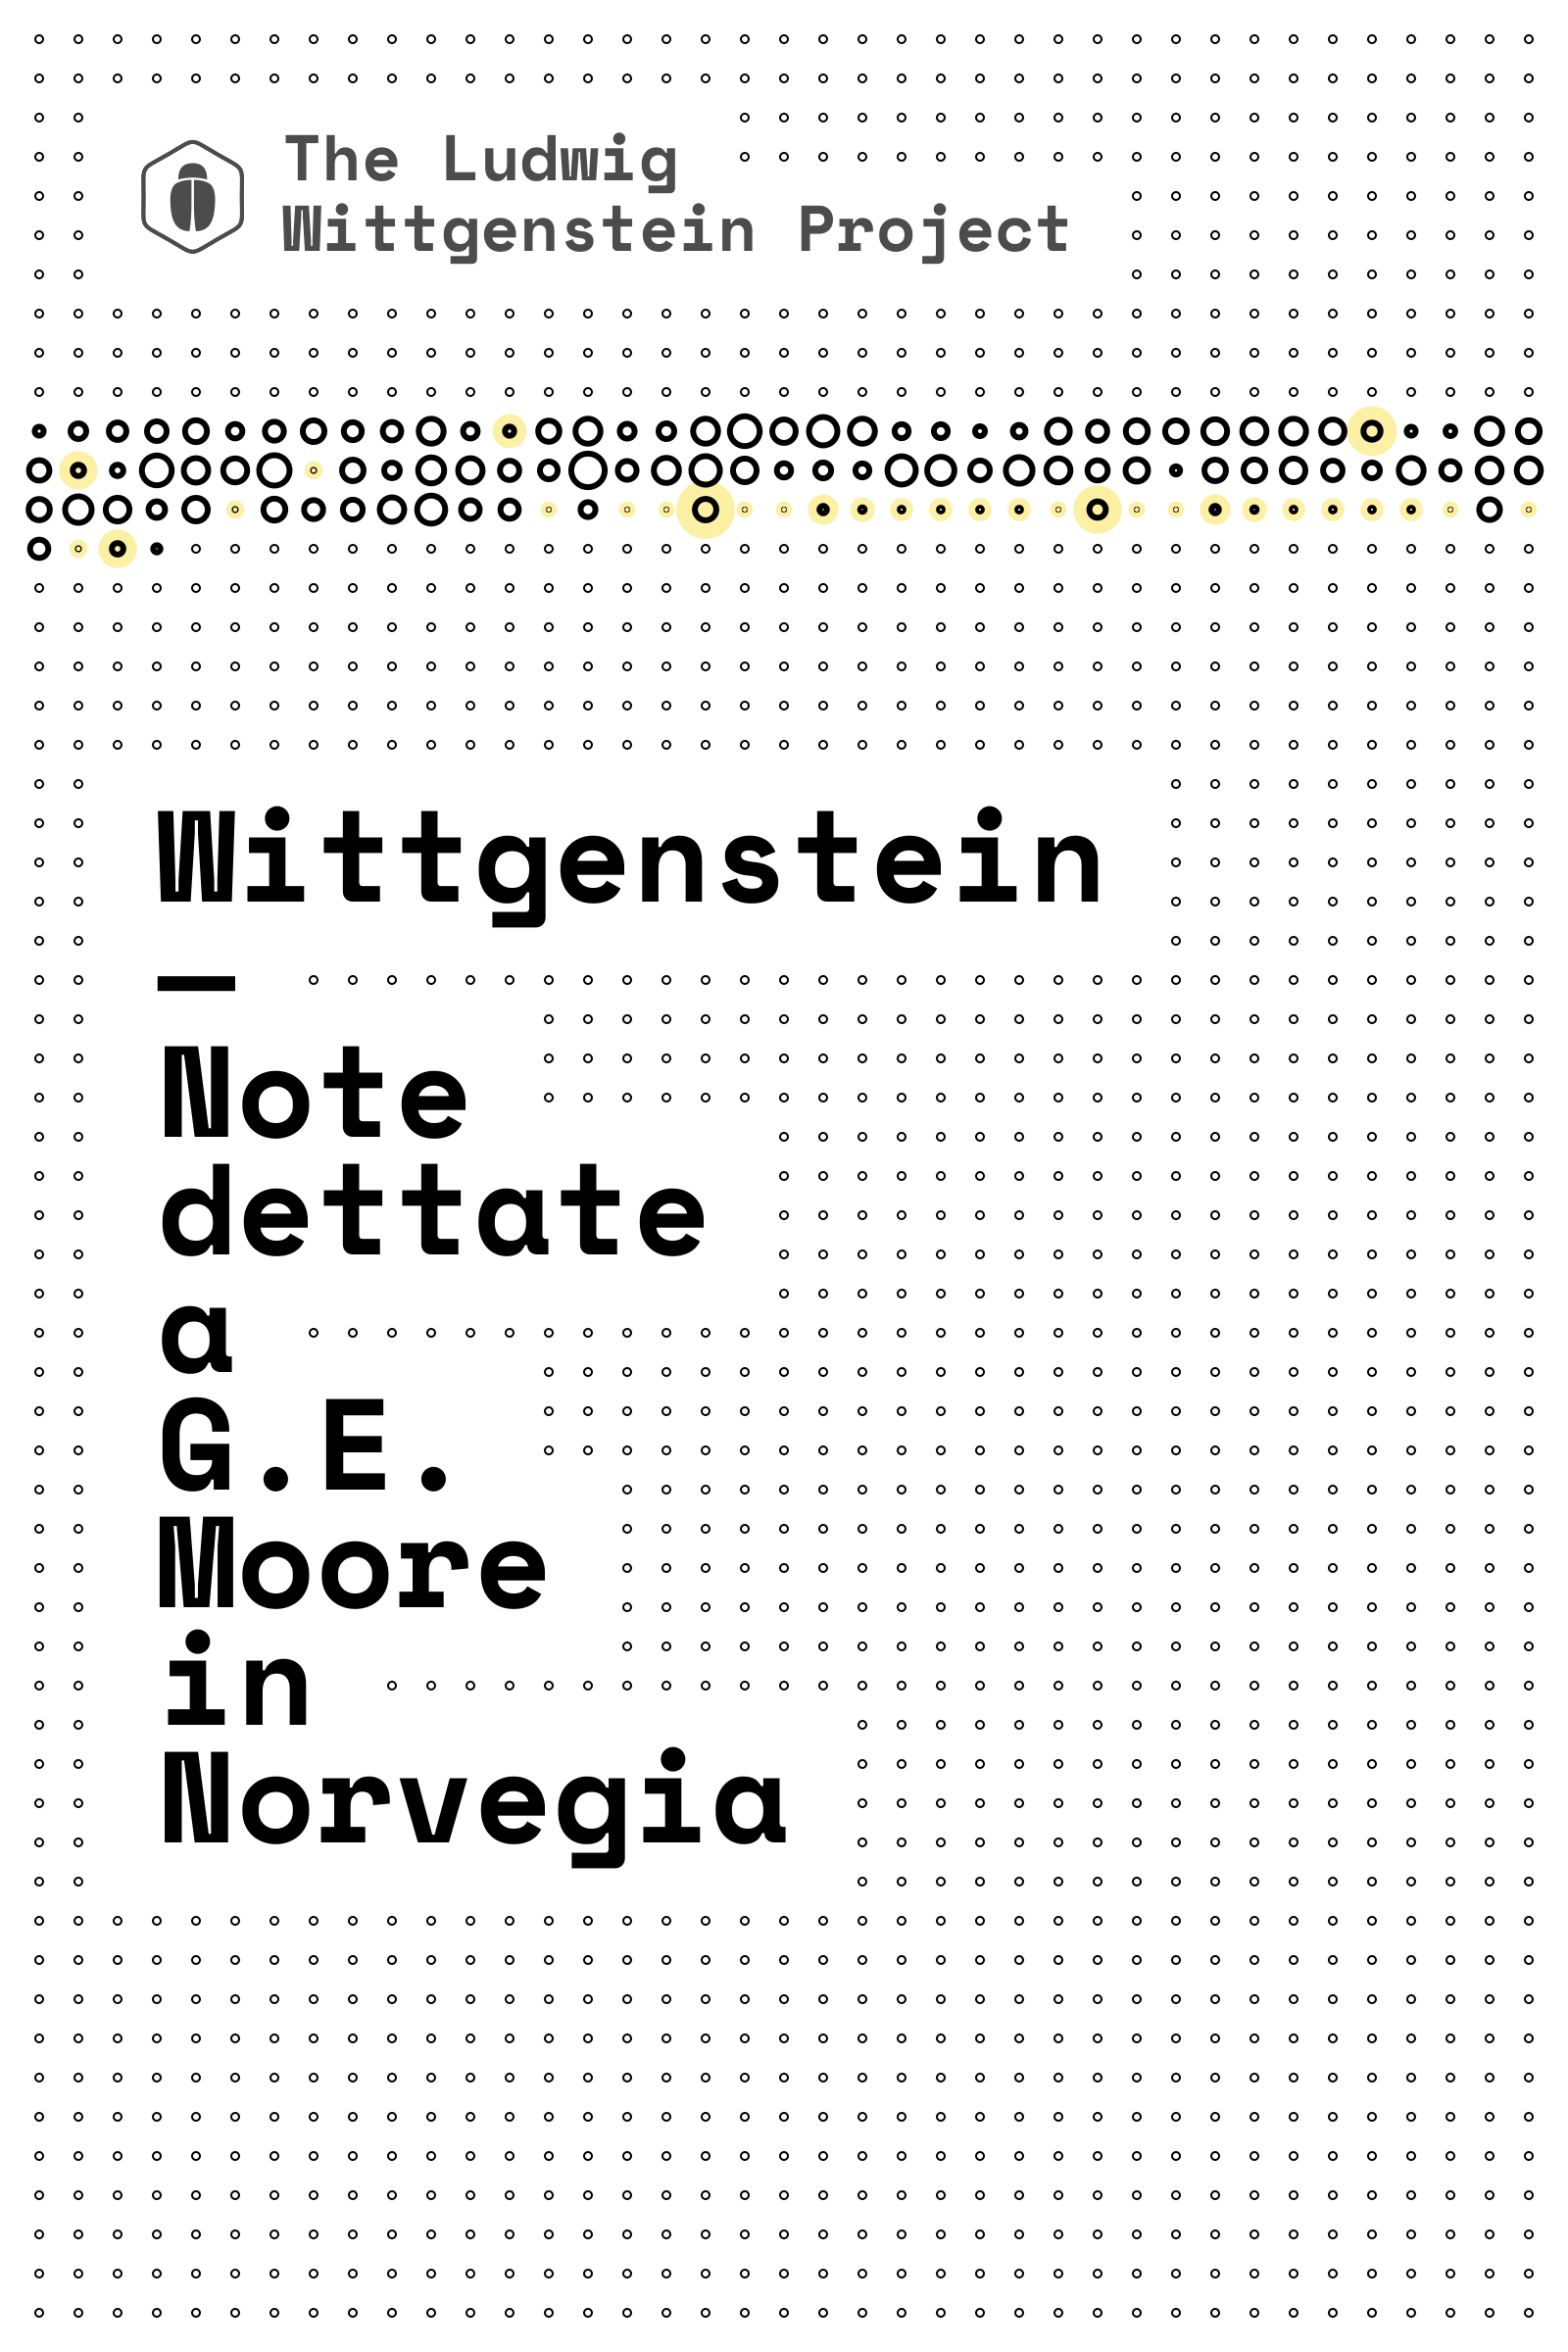 The Ludwig
Wittgenstein Project
Wittgenstein
—
Note
dettate
a
G.E.
Moore
in
Norvegia